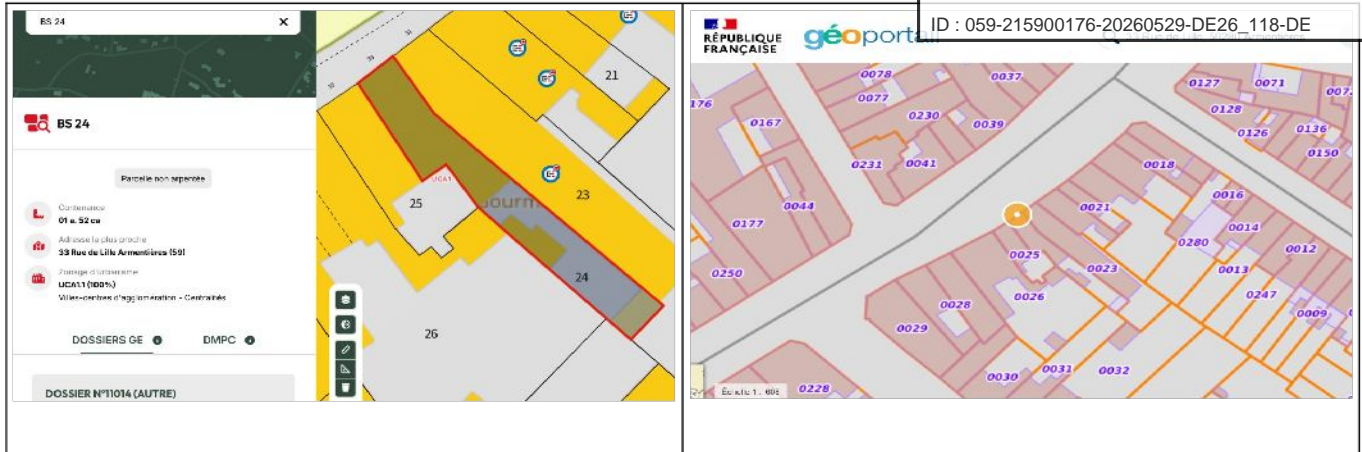 ID : 059-215900176-20260529-DE26_118-DE
BS 24
×
BS 24
Parcelle non arpentée
Contenance
01 a. 52 ca
Adresse la plus proche
33 Rue de Lille Armentières (59)
Zonage d'urbanisme
UCA1.1 (100%)
Villes-centres d'agglomération - Centralités
DOSSIERS GE
DMPC
DOSSIER N°11014 (AUTRE)
21
23
UCA1
25
24
26
RÉPUBLIQUE
FRANÇAISE
géoportail
0078
0037
0077
0127
0071
176
0167
0230
0039
0128
0126
0136
0150
0231
0041
0018
0044
0016
0021
0177
0014
0280
0012
0025
0250
0023
0013
0026
0247
0028
0009
0029
0031
0030
0032
0228